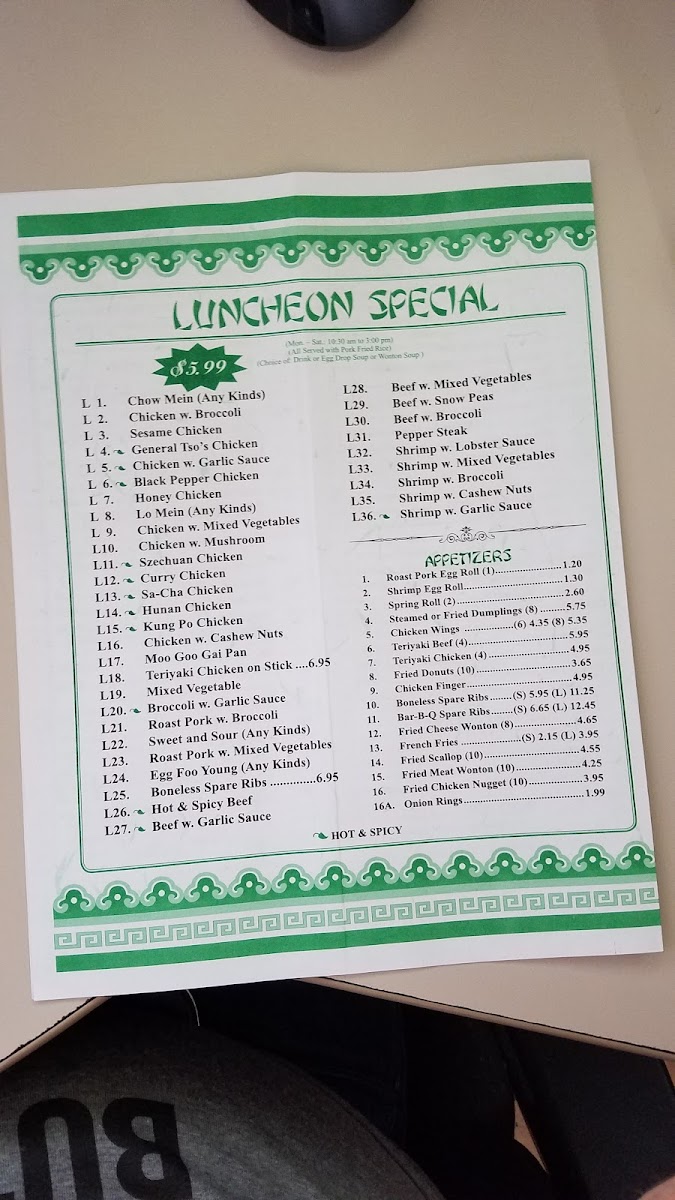 LUNCHEON SPECIAL
(Mon. - Sat.: 10:30 am to 3:00 pm)
(All Served with Pork Fried Rice)
(Choice of: Drink or Egg Drop Soup or Wonton Soup)
$5.99
L 1. Chow Mein (Any Kinds)
L 2. Chicken w. Broccoli
L 3. Sesame Chicken
L 4. General Tso's Chicken
L 5. Chicken w. Garlic Sauce
L 6. Black Pepper Chicken
L 7. Honey Chicken
L 8. Lo Mein (Any Kinds)
L 9. Chicken w. Mixed Vegetables
L10. Chicken w. Mushroom
L11. Szechuan Chicken
L12. Curry Chicken
L13. Sa-Cha Chicken
L14. Hunan Chicken
L15. Kung Po Chicken
L16. Chicken w. Cashew Nuts
L17. Moo Goo Gai Pan
L18. Teriyaki Chicken on Stick ....6.95
L19. Mixed Vegetable
L20. Broccoli w. Garlic Sauce
L21. Roast Pork w. Broccoli
L22. Sweet and Sour (Any Kinds)
L23. Roast Pork w. Mixed Vegetables
L24. Egg Foo Young (Any Kinds)
L25. Boneless Spare Ribs .............6.95
L26. Hot & Spicy Beef
L27. Beef w. Garlic Sauce
L28. Beef w. Mixed Vegetables
L29. Beef w. Snow Peas
L30. Beef w. Broccoli
L31. Pepper Steak
L32. Shrimp w. Lobster Sauce
L33. Shrimp w. Mixed Vegetables
L34. Shrimp w. Broccoli
L35. Shrimp w. Cashew Nuts
L36. Shrimp w. Garlic Sauce
APPETIZERS
1. Roast Pork Egg Roll (1)......................1.20
2. Shrimp Egg Roll.................................1.30
3. Spring Roll (2)....................................2.60
4. Steamed or Fried Dumplings (8) .........5.75
5. Chicken Wings .................(6) 4.35 (8) 5.35
6. Teriyaki Beef (4).................................5.95
7. Teriyaki Chicken (4) ...........................4.95
8. Fried Donuts (10)................................3.65
9. Chicken Finger....................................4.95
10. Boneless Spare Ribs........(S) 5.95 (L) 11.25
11. Bar-B-Q Spare Ribs.......(S) 6.65 (L) 12.45
12. Fried Cheese Wonton (8).....................4.65
13. French Fries ....................(S) 2.15 (L) 3.95
14. Fried Scallop (10)................................4.55
15. Fried Meat Wonton (10)......................4.25
16. Fried Chicken Nugget (10)..................3.95
16A. Onion Rings.......................................1.99
HOT & SPICY
BU